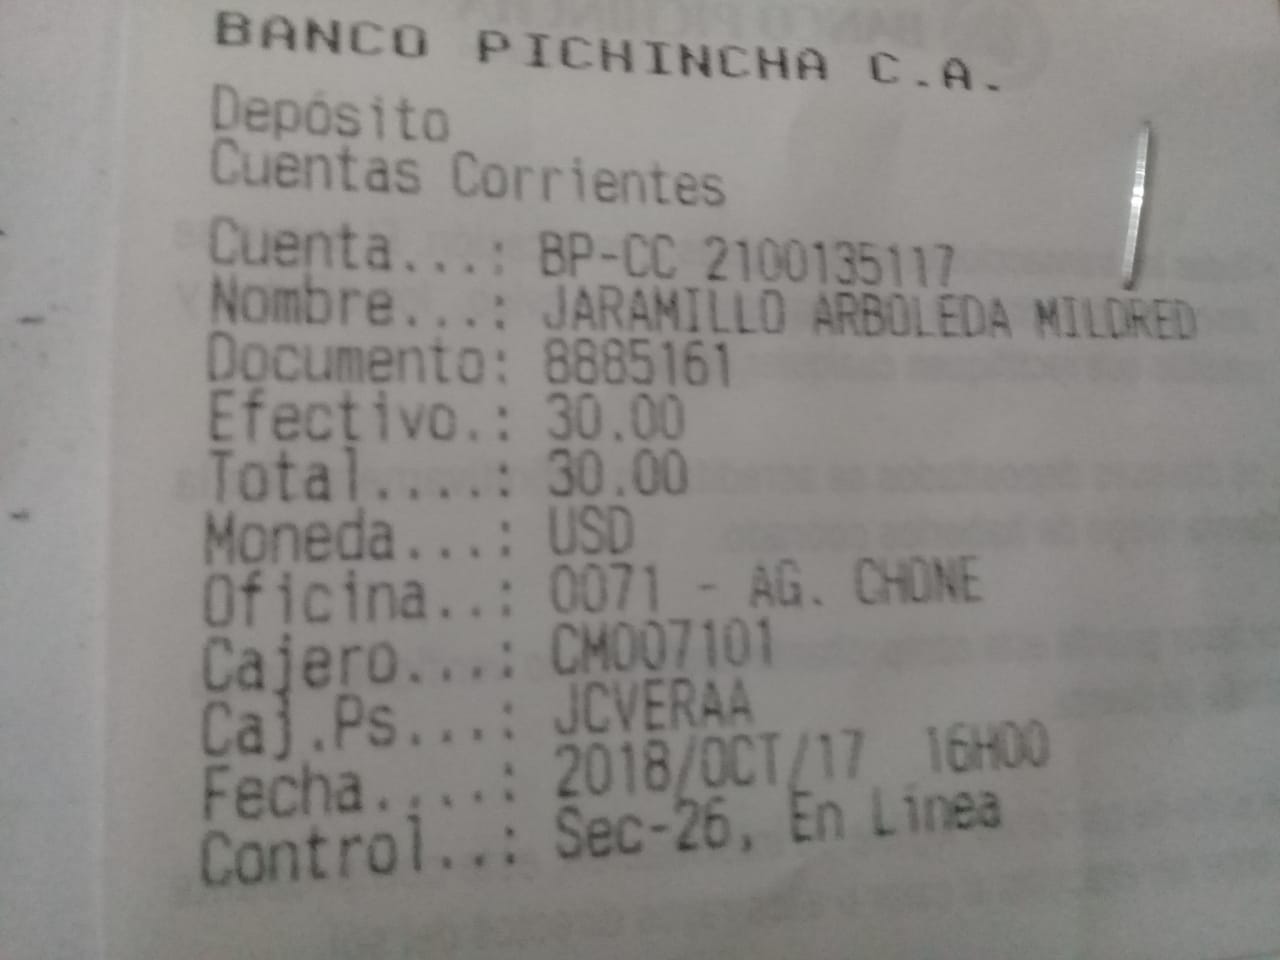 BANCO PICHINCHA C.A.
Depósito
Cuentas Corrientes
Cuenta...: BP-CC 2100135117
Nombre...: JARAMILLO ARBOLEDA MILDRED
Documento: 8885161
Efectivo.: 30.00
Total....: 30.00
Moneda...: USD
Oficina..: 0071 - AG. CHONE
Cajero...: CM007101
Caj.Ps...: JCVERAA
Fecha....: 2018/OCT/17 16H00
Control..: Sec-26, En Línea